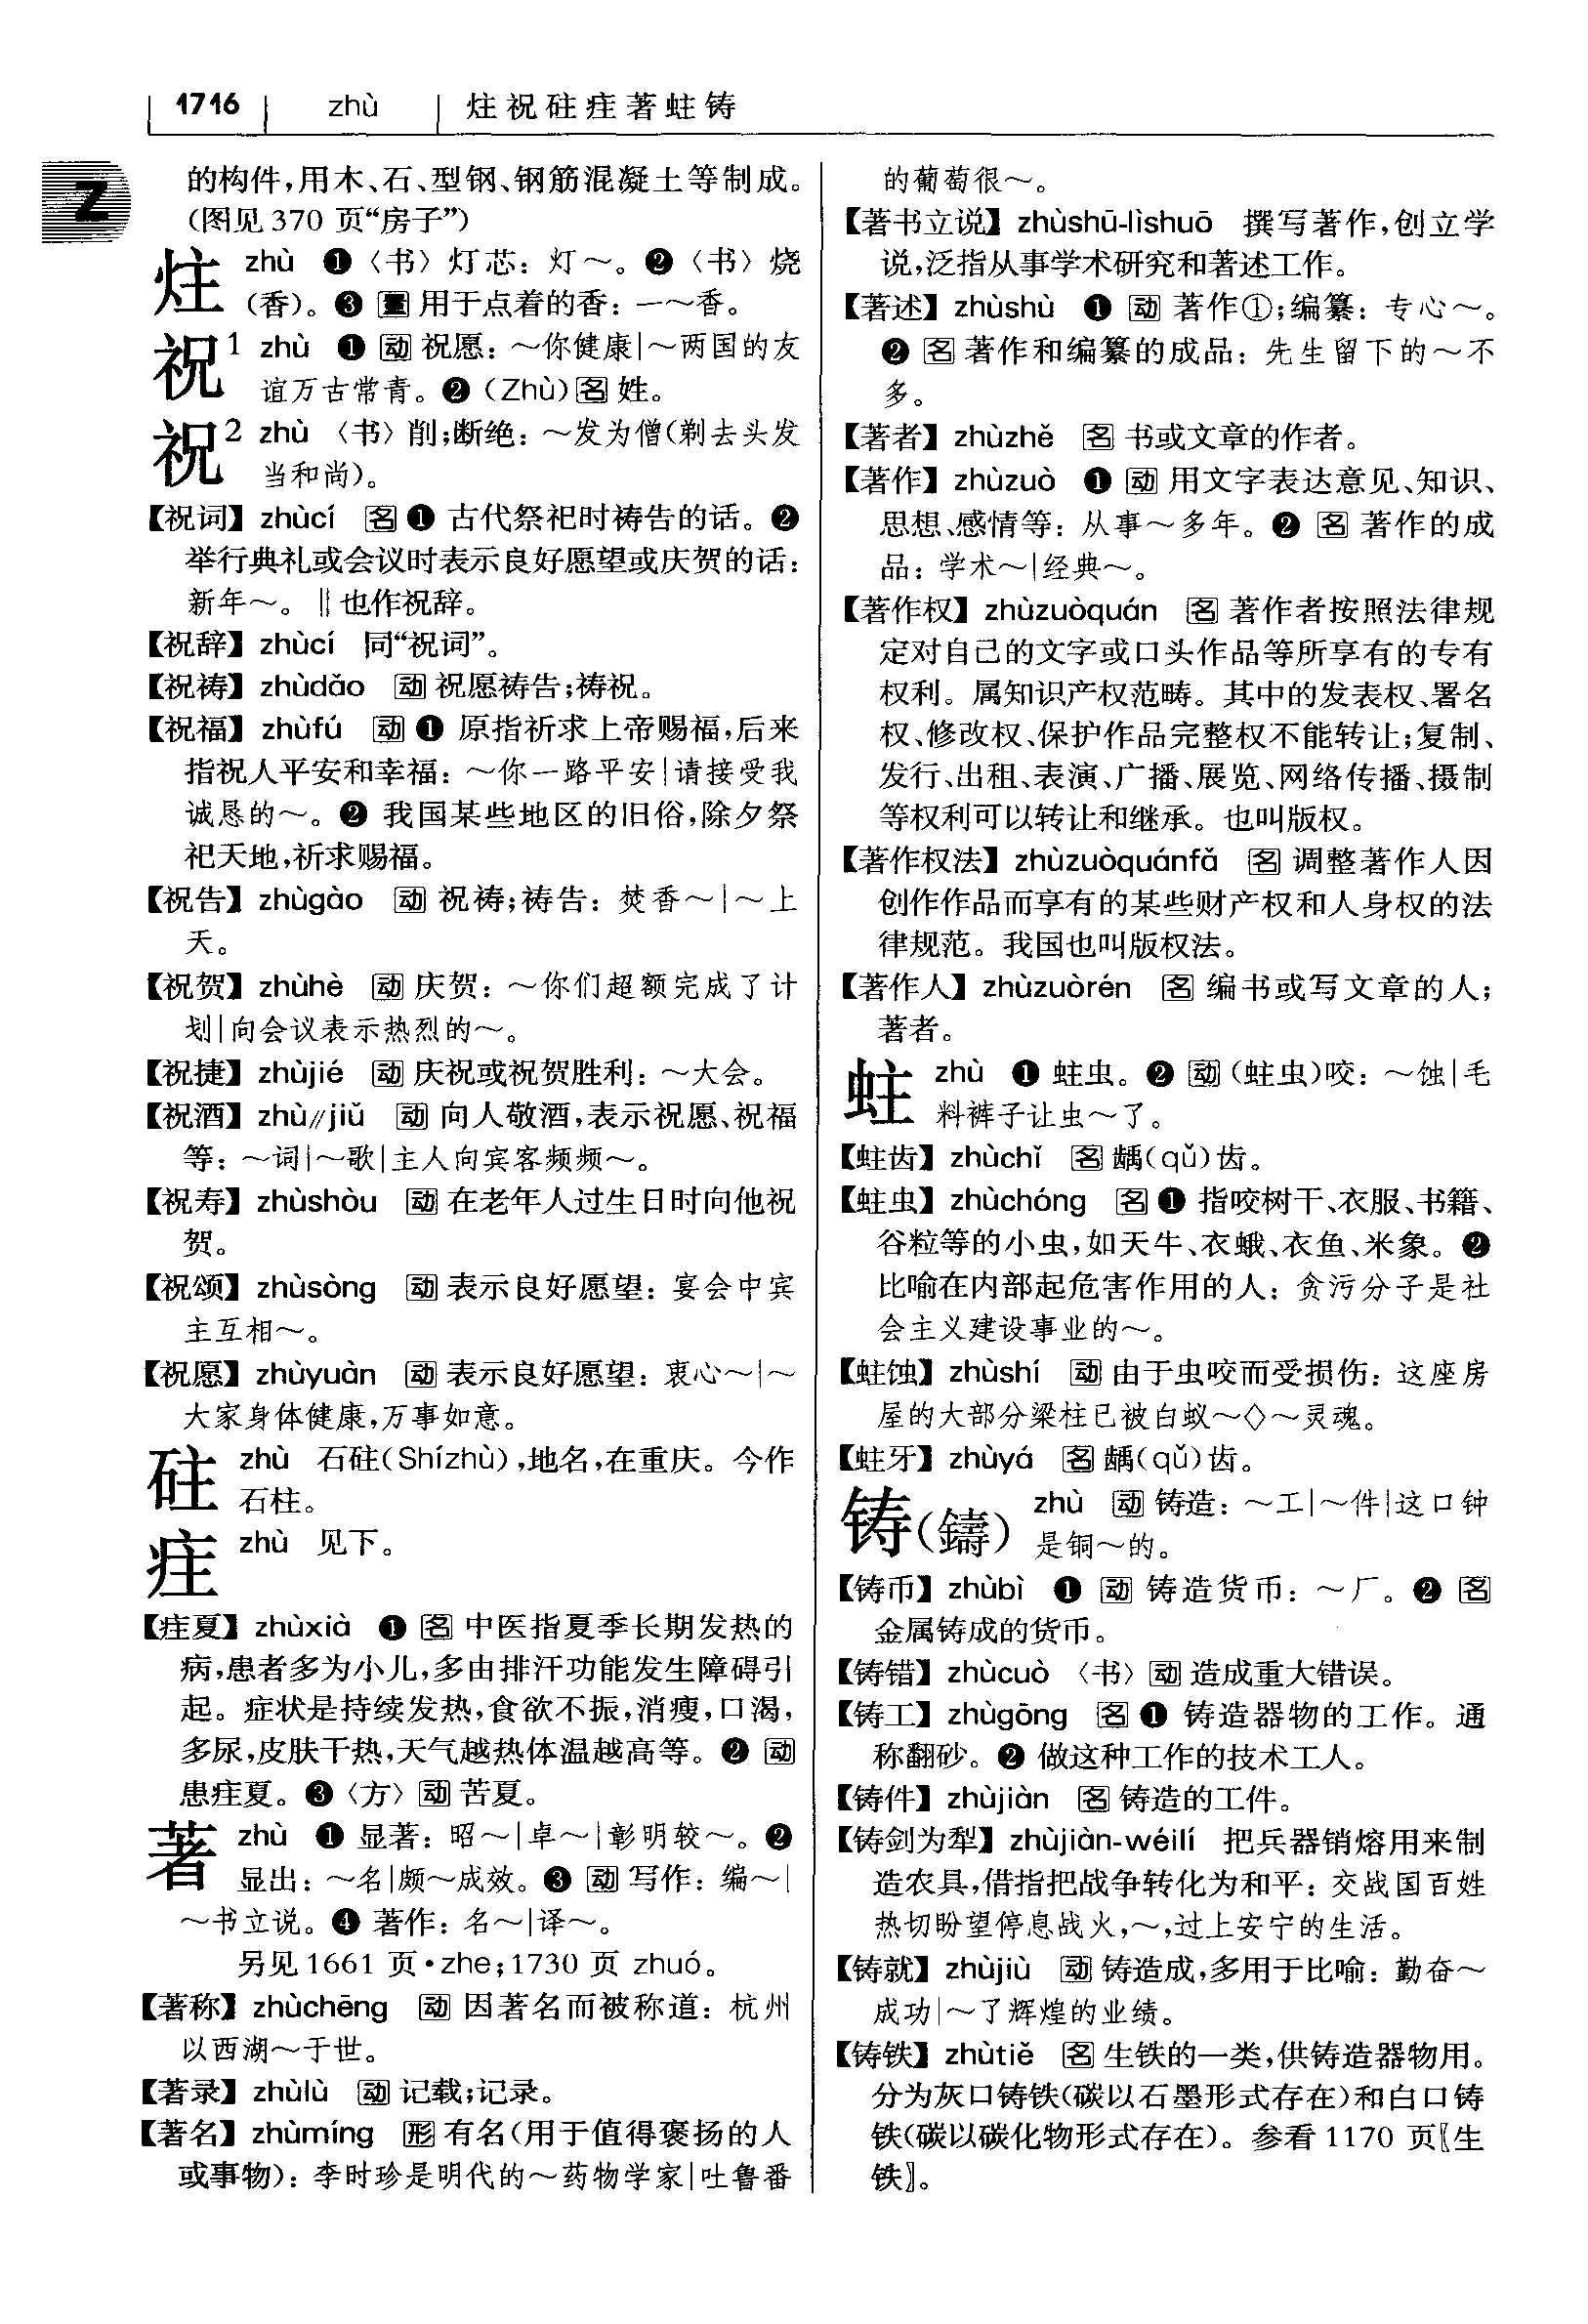 1716 zhù 炷祝砫疰著蛀铸
Z
的构件,用木、石、型钢、钢筋混凝土等制成。
(图见370 页“房子”)
炷 zhù ❶〈书〉灯芯：灯～。❷〈书〉烧
(香)。❸ 量 用于点着的香：一～香。
祝1 zhù ❶ 动 祝愿：～你健康|～两国的友
谊万古常青。❷ (Zhù) 名 姓。
祝2 zhù 〈书〉削;断绝：～发为僧(剃去头发
当和尚)。
【祝词】 zhùcí 名 ❶ 古代祭祀时祷告的话。❷
举行典礼或会议时表示良好愿望或庆贺的话：
新年～。‖也作祝辞。
【祝辞】 zhùcí 同“祝词”。
【祝祷】 zhùdǎo 动 祝愿祷告;祷祝。
【祝福】 zhùfú 动 ❶ 原指祈求上帝赐福,后来
指祝人平安和幸福：～你一路平安|请接受我
诚恳的～。❷ 我国某些地区的旧俗,除夕祭
祀天地,祈求赐福。
【祝告】 zhùgào 动 祝祷;祷告：焚香～|～上
天。
【祝贺】 zhùhè 动 庆贺：～你们超额完成了计
划|向会议表示热烈的～。
【祝捷】 zhùjié 动 庆祝或祝贺胜利：～大会。
【祝酒】 zhù//jiǔ 动 向人敬酒,表示祝愿、祝福
等：～词|～歌|主人向宾客频频～。
【祝寿】 zhùshòu 动 在老年人过生日时向他祝
贺。
【祝颂】 zhùsòng 动 表示良好愿望：宴会中宾
主互相～。
【祝愿】 zhùyuàn 动 表示良好愿望：衷心～|～
大家身体健康,万事如意。
砫 zhù 石砫(Shízhù),地名,在重庆。今作
石柱。
疰 zhù 见下。
【疰夏】 zhùxià ❶ 名 中医指夏季长期发热的
病,患者多为小儿,多由排汗功能发生障碍引
起。症状是持续发热,食欲不振,消瘦,口渴,
多尿,皮肤干热,天气越热体温越高等。❷ 动
患疰夏。❸〈方〉动 苦夏。
著 zhù ❶ 显著：昭～|卓～|彰明较～。❷
显出：～名|颇～成效。❸ 动 写作：编～|
～书立说。❹ 著作：名～|译～。
另见1661 页·zhe;1730 页 zhuó。
【著称】 zhùchēng 动 因著名而被称道：杭州
以西湖～于世。
【著录】 zhùlù 动 记载;记录。
【著名】 zhùmíng 形 有名(用于值得褒扬的人
或事物)：李时珍是明代的～药物学家|吐鲁番
的葡萄很～。
【著书立说】 zhùshū-lìshuō 撰写著作,创立学
说,泛指从事学术研究和著述工作。
【著述】 zhùshù ❶ 动 著作①;编纂：专心～。
❷ 名 著作和编纂的成品：先生留下的～不
多。
【著者】 zhùzhě 名 书或文章的作者。
【著作】 zhùzuò ❶ 动 用文字表达意见、知识、
思想、感情等：从事～多年。❷ 名 著作的成
品：学术～|经典～。
【著作权】 zhùzuòquán 名 著作者按照法律规
定对自己的文字或口头作品等所享有的专有
权利。属知识产权范畴。其中的发表权、署名
权、修改权、保护作品完整权不能转让;复制、
发行、出租、表演、广播、展览、网络传播、摄制
等权利可以转让和继承。也叫版权。
【著作权法】 zhùzuòquánfǎ 名 调整著作人因
创作作品而享有的某些财产权和人身权的法
律规范。我国也叫版权法。
【著作人】 zhùzuòrén 名 编书或写文章的人;
著者。
蛀 zhù ❶ 蛀虫。❷ 动 (蛀虫)咬：～蚀|毛
料裤子让虫～了。
【蛀齿】 zhùchǐ 名 龋(qǔ)齿。
【蛀虫】 zhùchóng 名 ❶ 指咬树干、衣服、书籍、
谷粒等的小虫,如天牛、衣蛾、衣鱼、米象。❷
比喻在内部起危害作用的人：贪污分子是社
会主义建设事业的～。
【蛀蚀】 zhùshí 动 由于虫咬而受损伤：这座房
屋的大部分梁柱已被白蚁～◇～灵魂。
【蛀牙】 zhùyá 名 龋(qǔ)齿。
铸(鑄) zhù 动 铸造：～工|～件|这口钟
是铜～的。
【铸币】 zhùbì ❶ 动 铸造货币：～厂。❷ 名
金属铸成的货币。
【铸错】 zhùcuò 〈书〉动 造成重大错误。
【铸工】 zhùgōng 名 ❶ 铸造器物的工作。通
称翻砂。❷ 做这种工作的技术工人。
【铸件】 zhùjiàn 名 铸造的工件。
【铸剑为犁】 zhùjiàn-wéilí 把兵器销熔用来制
造农具,借指把战争转化为和平：交战国百姓
热切盼望停息战火,～,过上安宁的生活。
【铸就】 zhùjiù 动 铸造成,多用于比喻：勤奋～
成功|～了辉煌的业绩。
【铸铁】 zhùtiě 名 生铁的一类,供铸造器物用。
分为灰口铸铁(碳以石墨形式存在)和白口铸
铁(碳以碳化物形式存在)。参看1170 页〖生
铁〗。